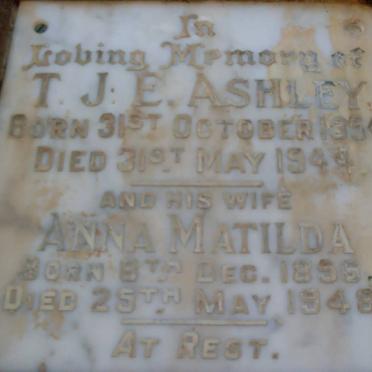 In
Loving Memory of
T. J. E. ASHLEY
BORN 31ST OCTOBER
DIED 31ST MAY
AND HIS WIFE
ANNA MATILDA
BORN 8TH DEC.
DIED 25TH MAY 1948
AT REST.